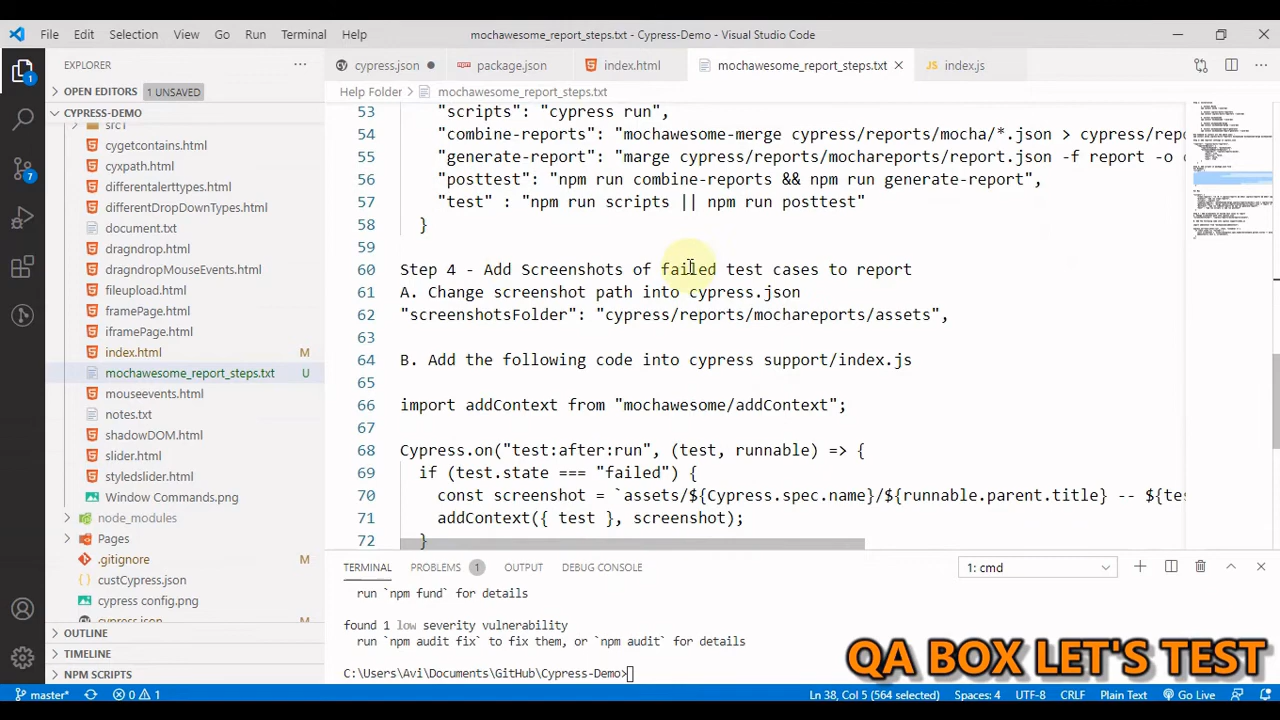 File Edit Selection View Go Run Terminal Help mochawesome_report_steps.txt - Cypress-Demo - Visual Studio Code
EXPLORER
OPEN EDITORS 1 UNSAVED
CYPRESS-DEMO
src1
cygetcontains.html
cyxpath.html
differentalerttypes.html
differentDropDownTypes.html
document.txt
dragndrop.html
dragndropMouseEvents.html
fileupload.html
framePage.html
iframePage.html
index.html M
mochawesome_report_steps.txt U
mouseevents.html
notes.txt
shadowDOM.html
slider.html
styledslider.html
Window Commands.png
node_modules
Pages
.gitignore M
custCypress.json
cypress config.png
cypress.json M
OUTLINE
TIMELINE
NPM SCRIPTS
1
7
cypress.json package.json index.html mochawesome_report_steps.txt index.js
Help Folder > mochawesome_report_steps.txt
53 "scripts": "cypress run",
54 "combine-reports": "mochawesome-merge cypress/reports/mocha/*.json > cypress/repo
55 "generate-report": "marge cypress/reports/mochareports/report.json -f report -o c
56 "posttest": "npm run combine-reports && npm run generate-report",
57 "test" : "npm run scripts || npm run posttest"
58 }
59
60 Step 4 - Add Screenshots of failed test cases to report
61 A. Change screenshot path into cypress.json
62 "screenshotsFolder": "cypress/reports/mochareports/assets",
63
64 B. Add the following code into cypress support/index.js
65
66 import addContext from "mochawesome/addContext";
67
68 Cypress.on("test:after:run", (test, runnable) => {
69 if (test.state === "failed") {
70 const screenshot = `assets/${Cypress.spec.name}/${runnable.parent.title} -- ${tes
71 addContext({ test }, screenshot);
72 }
TERMINAL PROBLEMS 1 OUTPUT DEBUG CONSOLE 1: cmd
run `npm fund` for details
found 1 low severity vulnerability
run `npm audit fix` to fix them, or `npm audit` for details
C:\Users\Avi\Documents\GitHub\Cypress-Demo>
QA BOX LET'S TEST
master* 0 1 Ln 38, Col 5 (564 selected) Spaces: 4 UTF-8 CRLF Plain Text Go Live